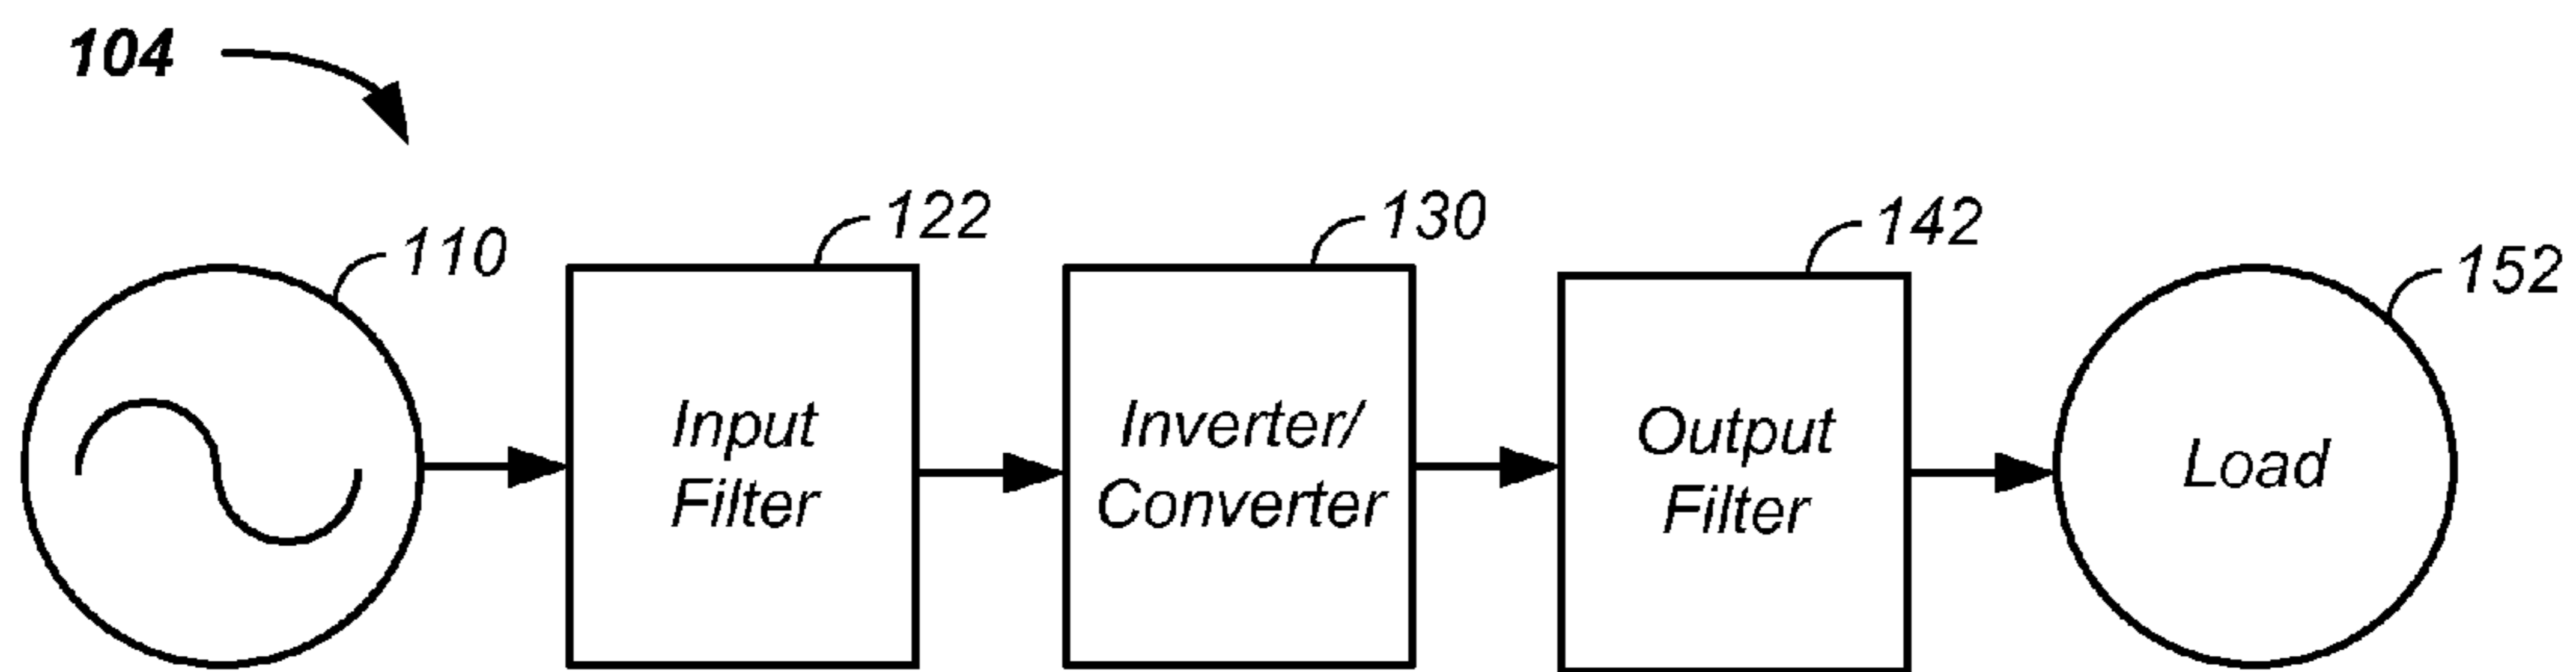 104
110
122
130
142
152
Input
Filter
Inverter/
Converter
Output
Filter
Load